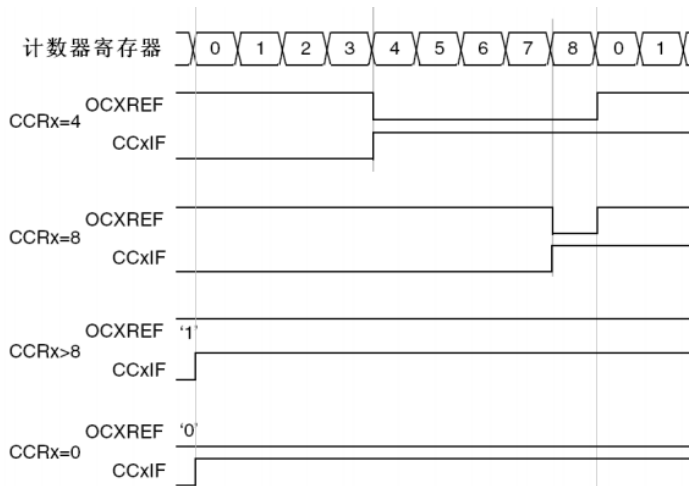 计数器寄存器 0 1 2 3 4 5 6 7 8 0 1
OCXREF
CCRx=4
CCxIF
OCXREF
CCRx=8
CCxIF
OCXREF '1'
CCRx>8
CCxIF
OCXREF '0'
CCRx=0
CCxIF